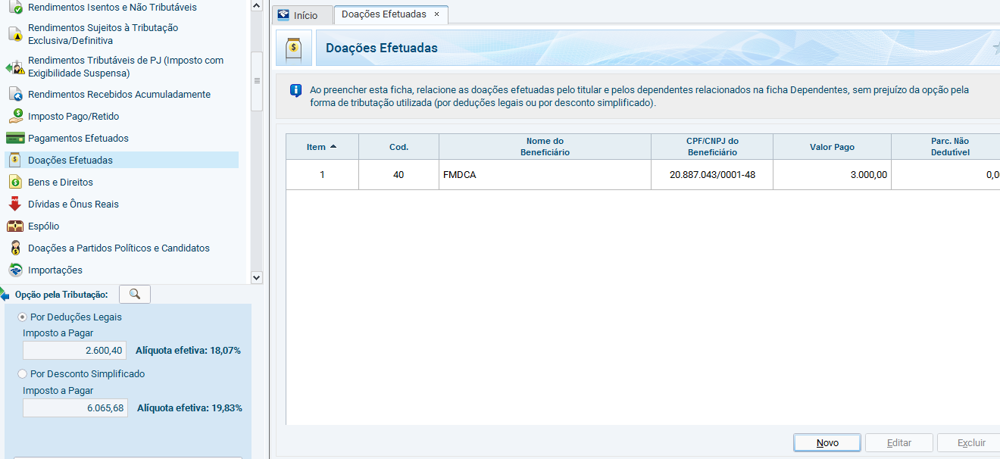 Rendimentos Isentos e Não Tributáveis
Rendimentos Sujeitos à Tributação
Exclusiva/Definitiva
Rendimentos Tributáveis de PJ (Imposto com
Exigibilidade Suspensa)
Rendimentos Recebidos Acumuladamente
Imposto Pago/Retido
Pagamentos Efetuados
Doações Efetuadas
Bens e Direitos
Dívidas e Ônus Reais
Espólio
Doações a Partidos Políticos e Candidatos
Importações
Opção pela Tributação:
Por Deduções Legais
Imposto a Pagar
2.600,40 Alíquota efetiva: 18,07%
Por Desconto Simplificado
Imposto a Pagar
6.065,68 Alíquota efetiva: 19,83%
Início Doações Efetuadas ×
Doações Efetuadas
Ao preencher esta ficha, relacione as doações efetuadas pelo titular e pelos dependentes relacionados na ficha Dependentes, sem prejuízo da opção pela
forma de tributação utilizada (por deduções legais ou por desconto simplificado).
Item Cod. Nome do Beneficiário CPF/CNPJ do Beneficiário Valor Pago Parc. Não Dedutível
1 40 FMDCA 20.887.043/0001-48 3.000,00 0,0
Novo Editar Excluir